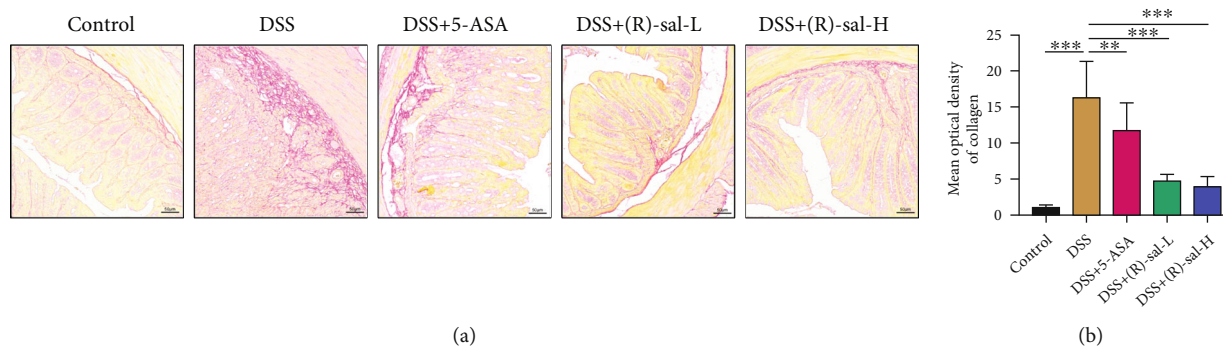 Control
DSS
DSS+5-ASA
DSS+(R)-sal-L
DSS+(R)-sal-H
50μm
50μm
50μm
50μm
50μm
(a)
Mean optical density
of collagen
25
20
15
10
5
0
***
**
***
***
Control
DSS
DSS+5-ASA
DSS+(R)-sal-L
DSS+(R)-sal-H
(b)